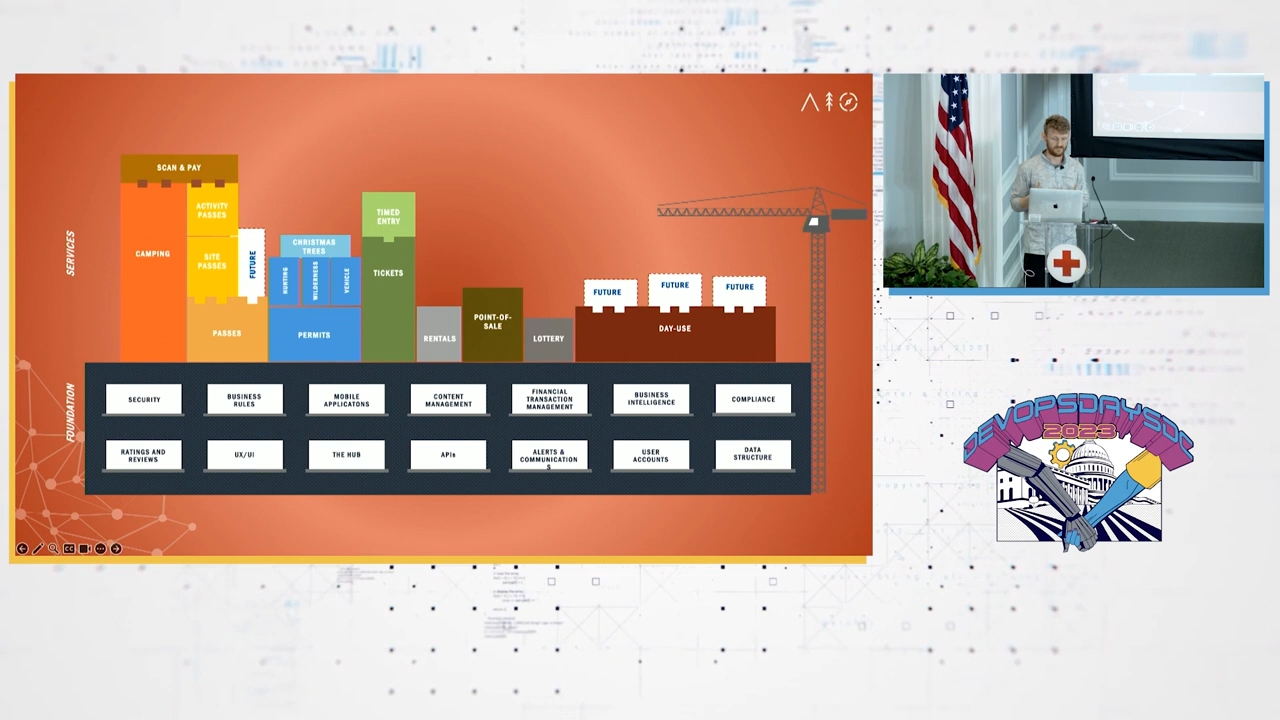 SCAN & PAY
ACTIVITY
PASSES
CAMPING
SITE
PASSES
FUTURE
PASSES
CHRISTMAS
TREES
HUNTING
WILDERNESS
VEHICLE
PERMITS
TIMED
ENTRY
TICKETS
RENTALS
POINT-OF-
SALE
LOTTERY
FUTURE
FUTURE
FUTURE
DAY-USE
SERVICES
FOUNDATION
SECURITY
BUSINESS
RULES
MOBILE
APPLICATONS
CONTENT
MANAGEMENT
FINANCIAL
TRANSACTION
MANAGEMENT
BUSINESS
INTELLIGENCE
COMPLIANCE
RATINGS AND
REVIEWS
UX/UI
THE HUB
APIs
ALERTS &
COMMUNICATION
S
USER
ACCOUNTS
DATA
STRUCTURE
DEVOPSDAYSDC
2023